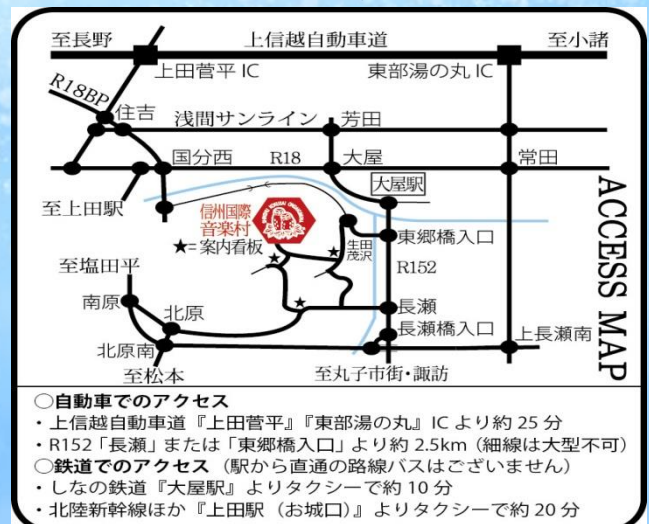 至長野
上信越自動車道
至小諸
上田菅平 IC
東部湯の丸 IC
R18BP
住吉
浅間サンライン
芳田
国分西
R18
大屋
常田
大屋駅
至上田駅
信州国際
音楽村
★=案内看板
生田
茂沢
東郷橋入口
R152
至塩田平
南原
北原
長瀬
長瀬橋入口
北原南
上長瀬南
至松本
至丸子市街・諏訪
ACCESS MAP
○自動車でのアクセス
・上信越自動車道『上田菅平』『東部湯の丸』IC より約 25 分
・R152「長瀬」または「東郷橋入口」より約 2.5km (細線は大型不可)
○鉄道でのアクセス（駅から直通の路線バスはございません）
・しなの鉄道『大屋駅』よりタクシーで約 10 分
・北陸新幹線ほか『上田駅（お城口）』よりタクシーで約 20 分